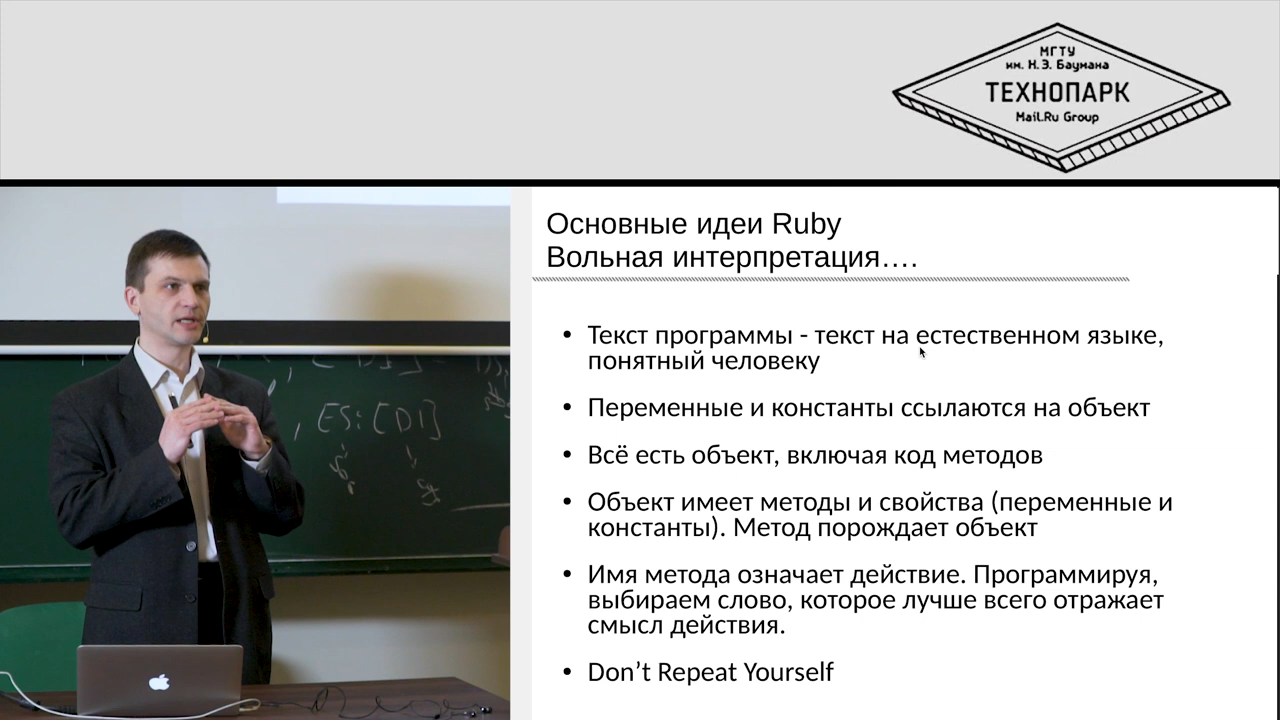 МГТУ
им. Н.Э. Баумана
ТЕХНОПАРК
Mail.Ru Group
Основные идеи Ruby
Вольная интерпретация….
• Текст программы - текст на естественном языке,
понятный человеку
• Переменные и константы ссылаются на объект
• Всё есть объект, включая код методов
• Объект имеет методы и свойства (переменные и
константы). Метод порождает объект
• Имя метода означает действие. Программируя,
выбираем слово, которое лучше всего отражает
смысл действия.
• Don’t Repeat Yourself
ES:[DI]